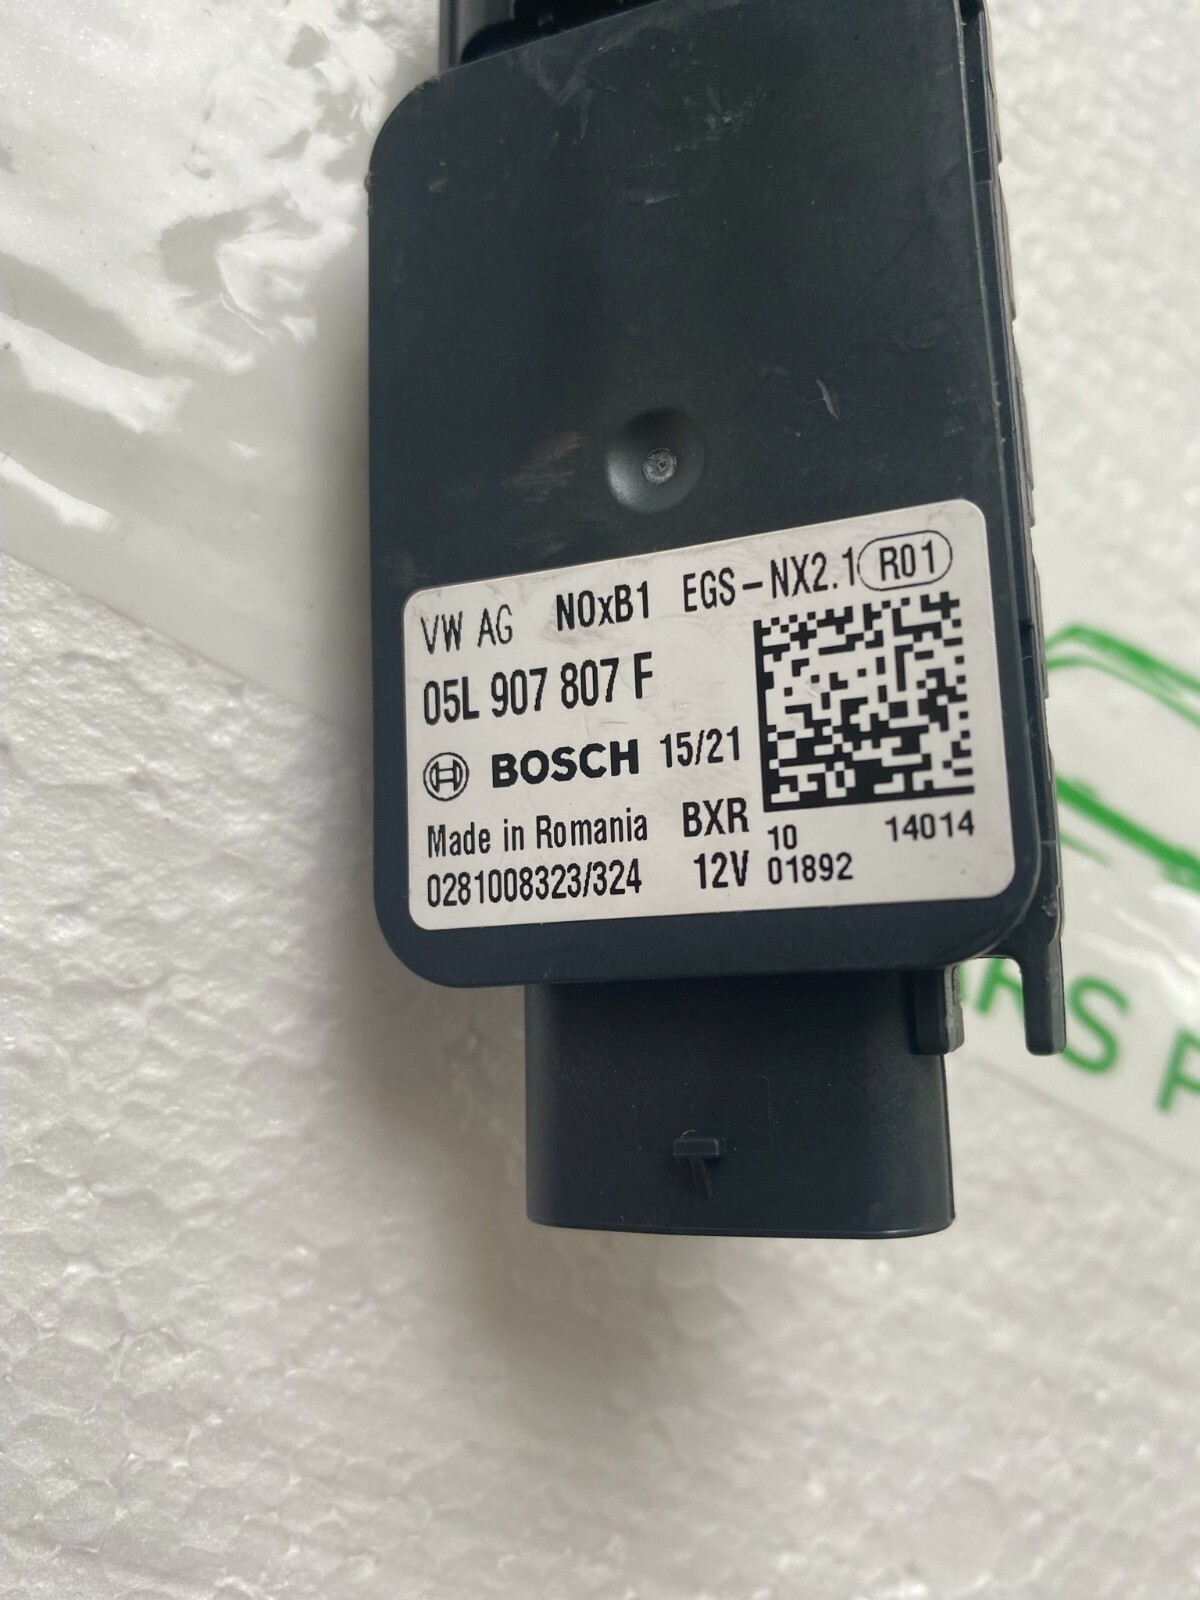 VW AG NOxB1 EGS-NX2.1 R01
05L 907 807 F
BOSCH 15/21
Made in Romania BXR 10 14014
0281008323/324 12V 01892
RS P